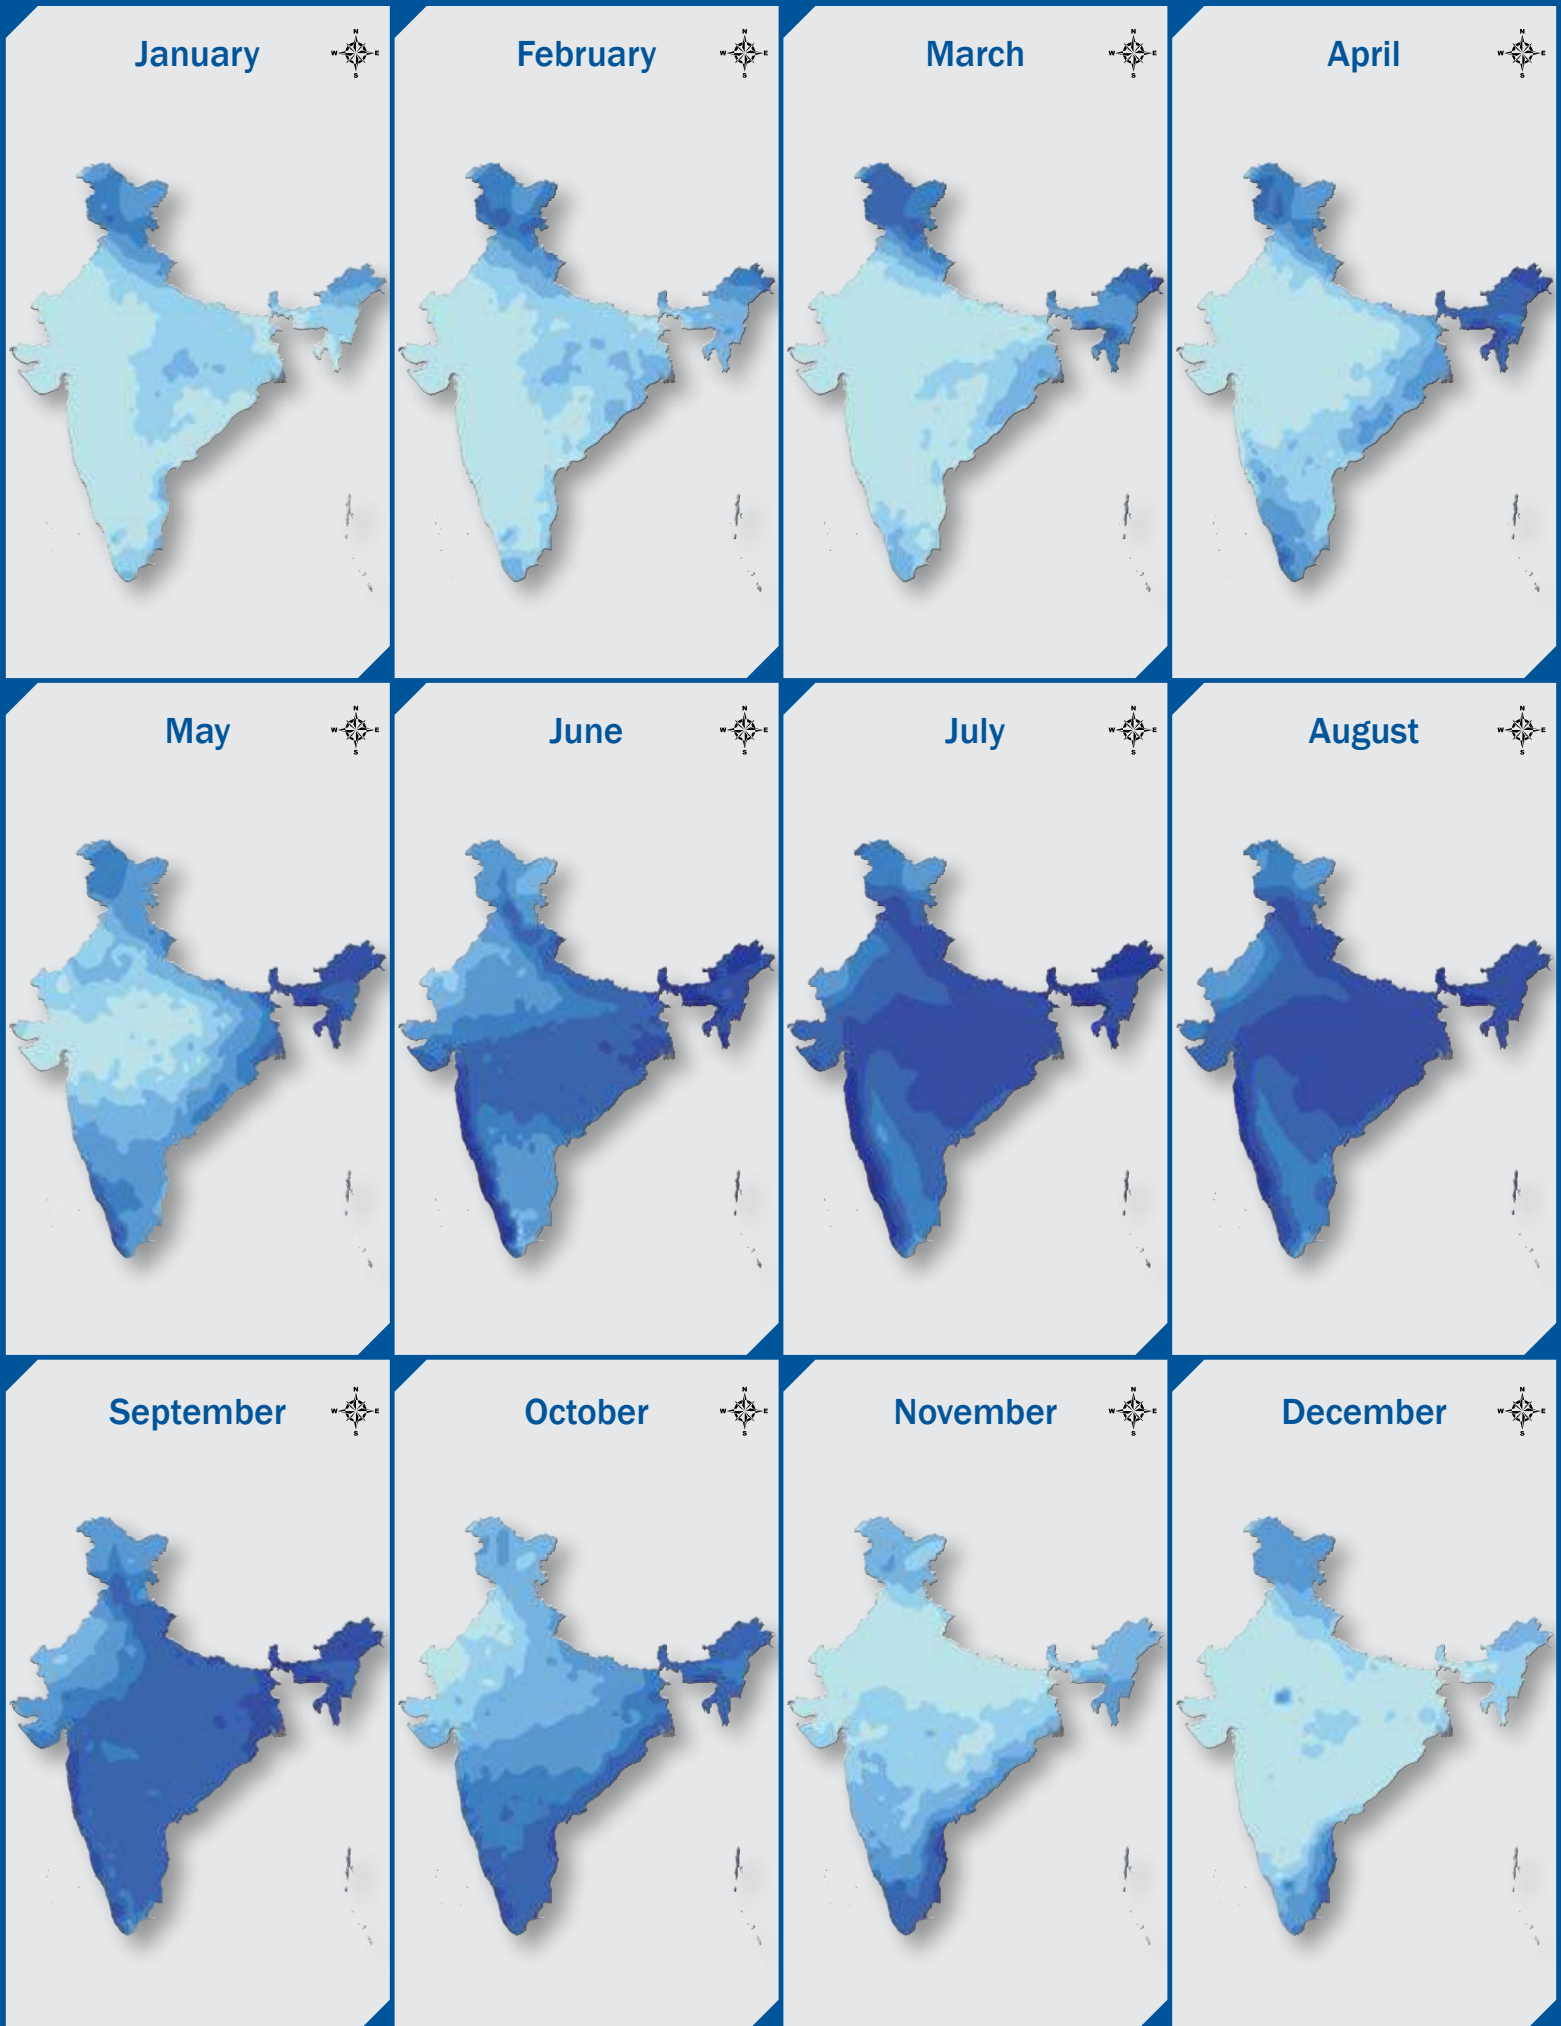 January
N
W E
S
February
N
W E
S
March
N
W E
S
April
N
W E
S
May
N
W E
S
June
N
W E
S
July
N
W E
S
August
N
W E
S
September
N
W E
S
October
N
W E
S
November
N
W E
S
December
N
W E
S